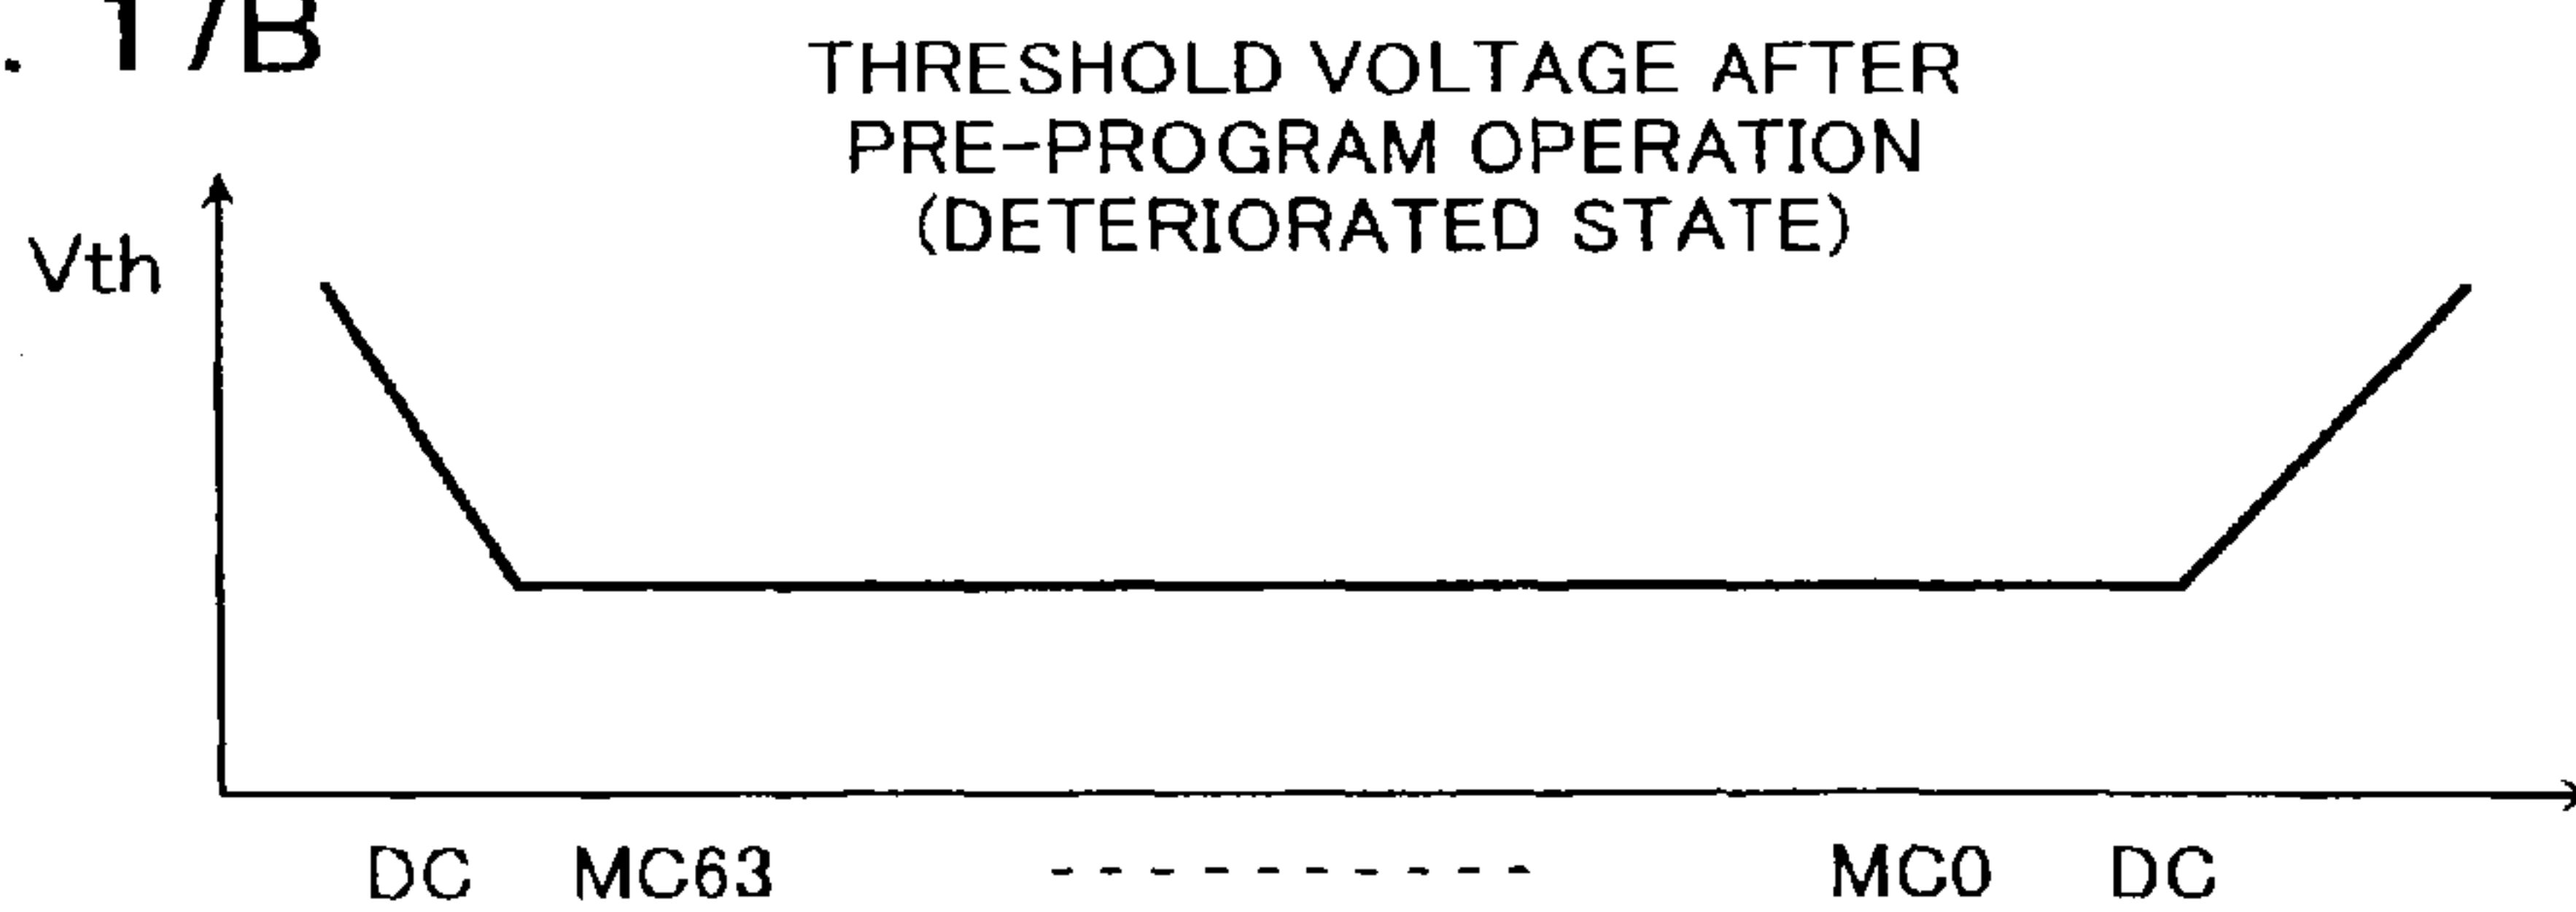 . 17B
THRESHOLD VOLTAGE AFTER
PRE-PROGRAM OPERATION
(DETERIORATED STATE)
Vth
DC MC63 - - - - - - - - - - MC0 DC